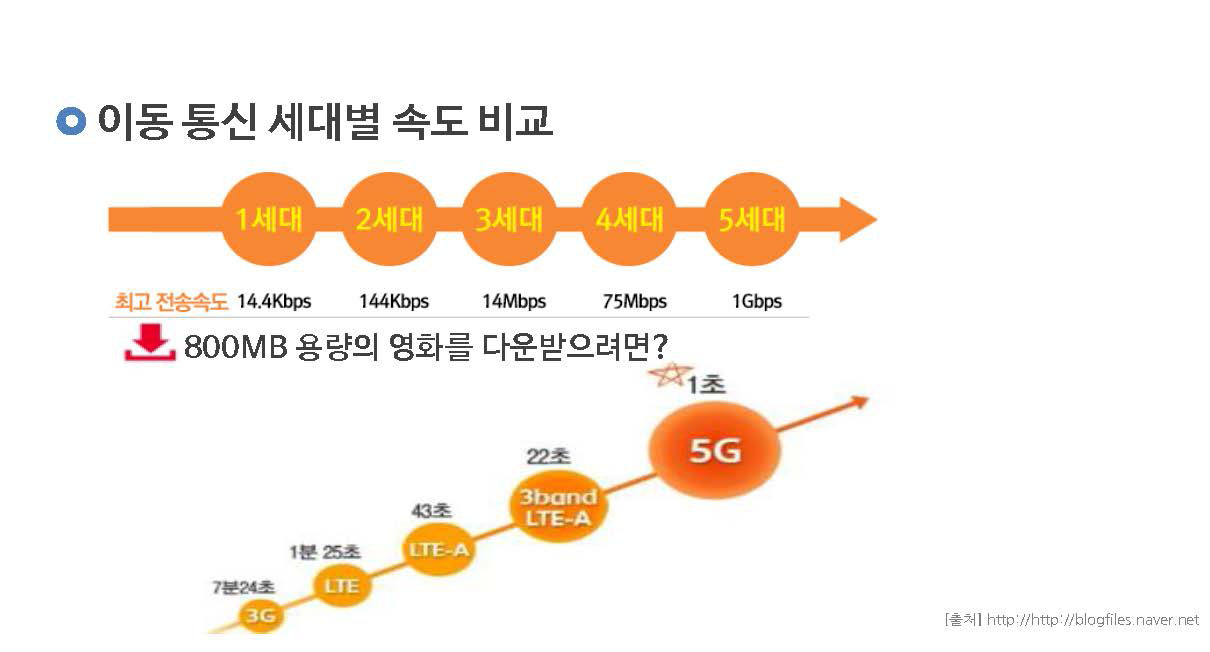 이동 통신 세대별 속도 비교
1세대 2세대 3세대 4세대 5세대
최고 전송속도 14.4Kbps 144Kbps 14Mbps 75Mbps 1Gbps
800MB 용량의 영화를 다운받으려면?
1초
5G
22초
3band
LTE-A
43초
LTE-A
1분 25초
LTE
7분24초
3G
[출처] http://http://blogfiles.naver.net